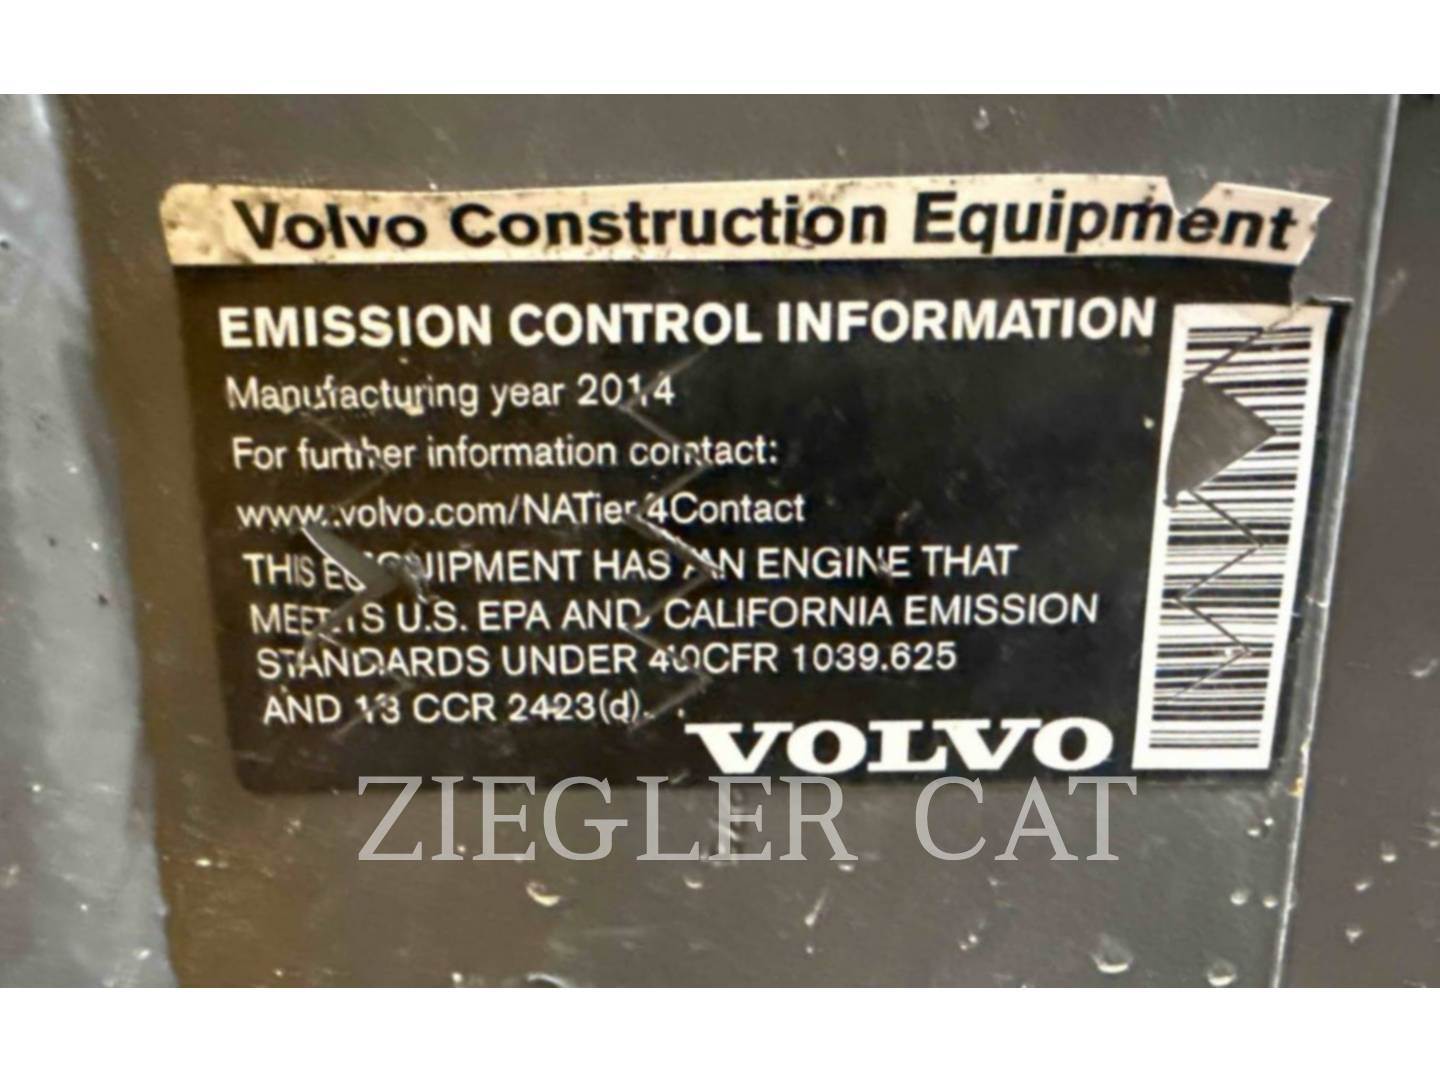 Volvo Construction Equipment
EMISSION CONTROL INFORMATION
Manufacturing year 2014
For further information contact:
www.volvo.com/NATier4Contact
THIS EQUIPMENT HAS AN ENGINE THAT
MEETS U.S. EPA AND CALIFORNIA EMISSION
STANDARDS UNDER 40CFR 1039.625
AND 13 CCR 2423(d).
VOLVO
ZIEGLER CAT